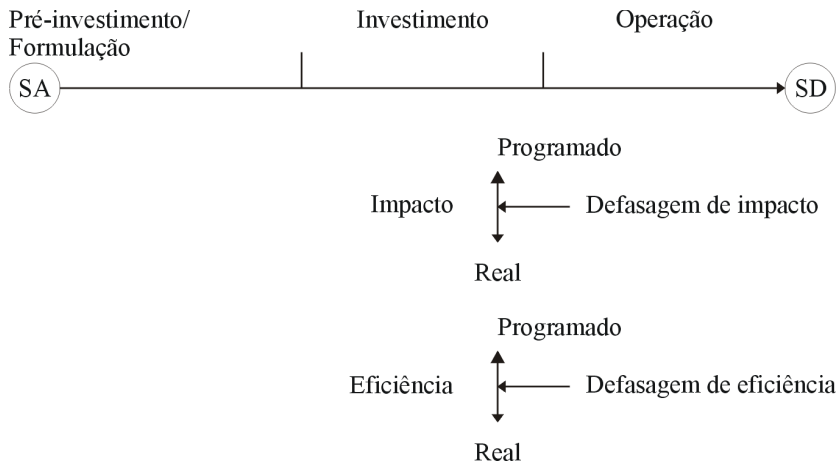 Pré-investimento/
Formulação
Investimento
Operação
SA
SD
Programado
Impacto
Defasagem de impacto
Real
Programado
Eficiência
Defasagem de eficiência
Real